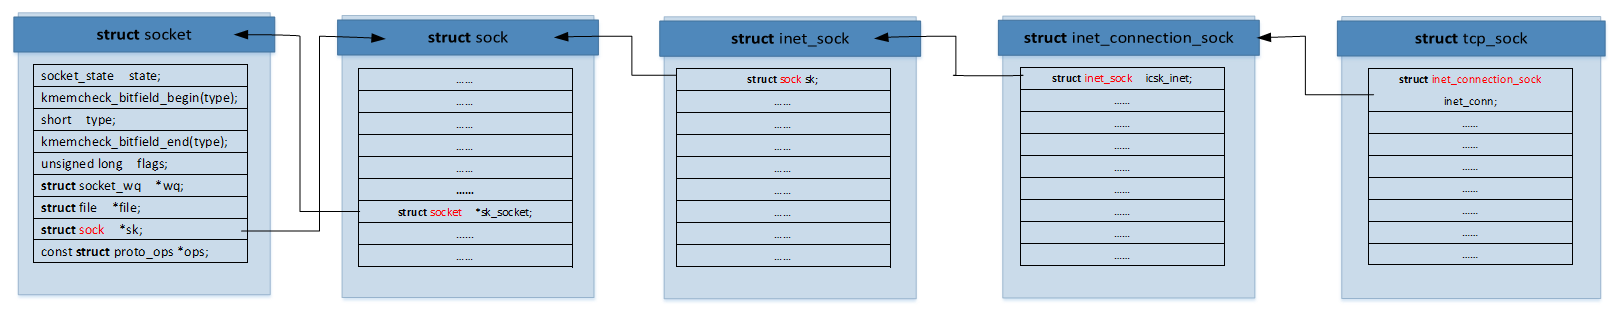 struct socket
socket_state state;
kmemcheck_bitfield_begin(type);
short type;
kmemcheck_bitfield_end(type);
unsigned long flags;
struct socket_wq *wq;
struct file *file;
struct sock *sk;
const struct proto_ops *ops;
struct sock
......
......
......
......
......
......
struct socket *sk_socket;
......
......
struct inet_sock
struct sock sk;
......
......
......
......
......
......
......
......
struct inet_connection_sock
struct inet_sock icsk_inet;
......
......
......
......
......
......
......
......
struct tcp_sock
struct inet_connection_sock
inet_conn;
......
......
......
......
......
......
......